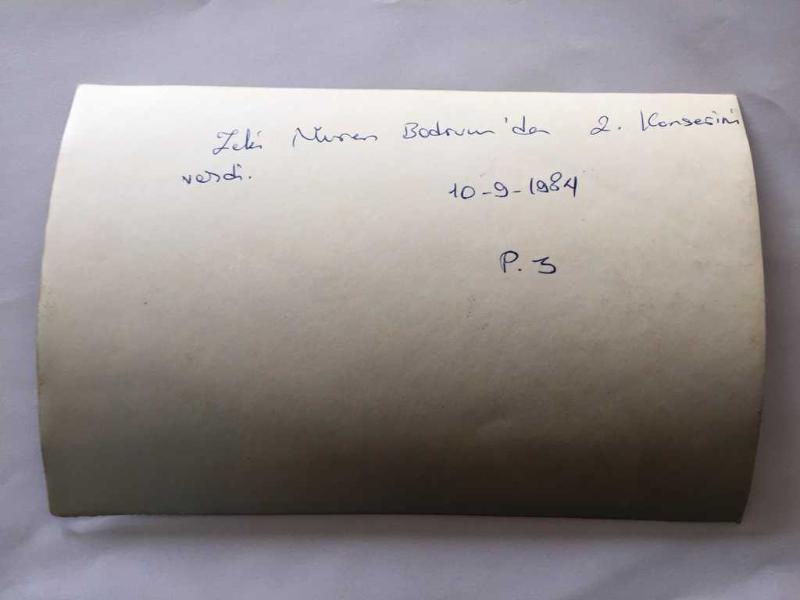 Zeki Müren Bodrum'da 2. Konserini
verdi.
10-9-1984
P. 3